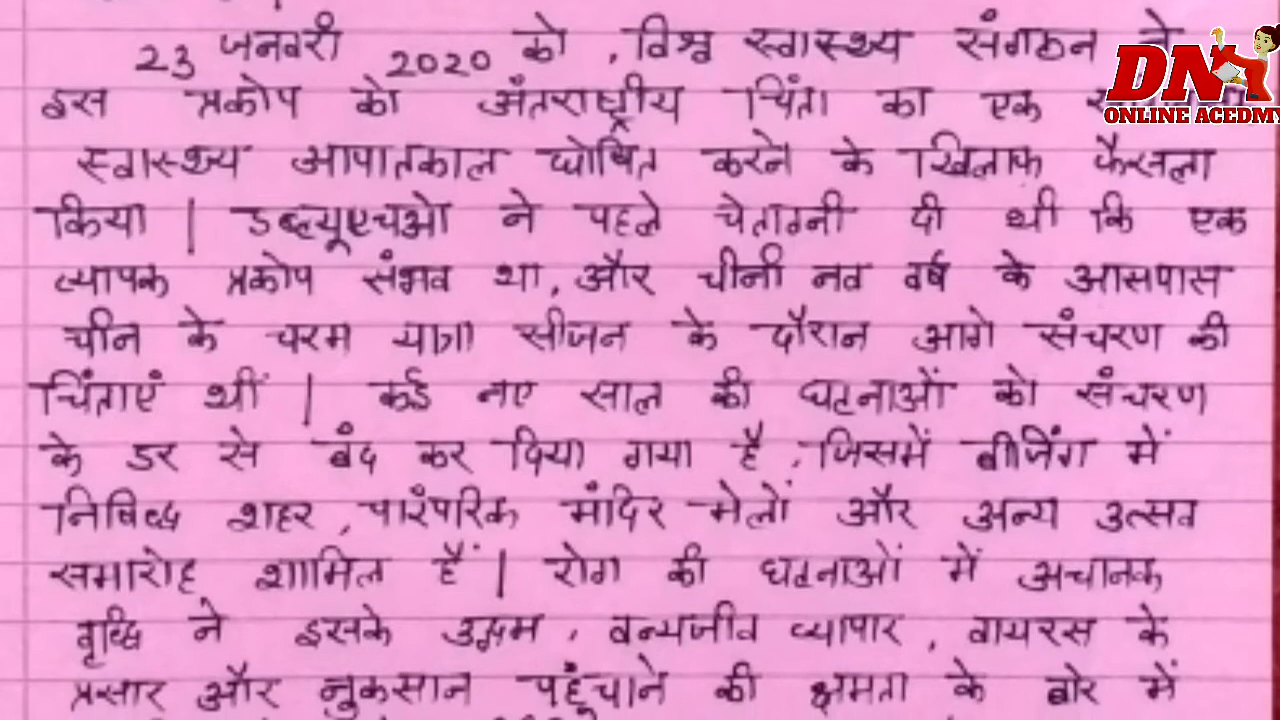 23 जनवरी 2020 को , विश्व स्वास्थ्य संगठन ने
इस प्रकोप को अंतराष्ट्रीय चिंता का एक
स्वास्थ्य आपातकाल घोषित करने के खिलाफ फैसला
किया | डब्ल्यूएचओ ने पहले चेतावनी दी थी कि एक
व्यापक प्रकोप संभव था, और चीनी नव वर्ष के आसपास
चीन के चरम यात्रा सीजन के दौरान आगे संचरण की
चिंताएं थीं | कई नए साल की घटनाओं को संचरण
के डर से बंद कर दिया गया है , जिसमें बीजिंग में
निषिद्ध शहर , पारंपरिक मंदिर मेलों और अन्य उत्सव
समारोह शामिल हैं | रोग की घटनाओं में अचानक
वृद्धि ने इसके उद्गम , वन्यजीव व्यापार , वायरस के
प्रसार और नुकसान पहुंचाने की क्षमता के बारे में
DNA
ONLINE ACEDMY